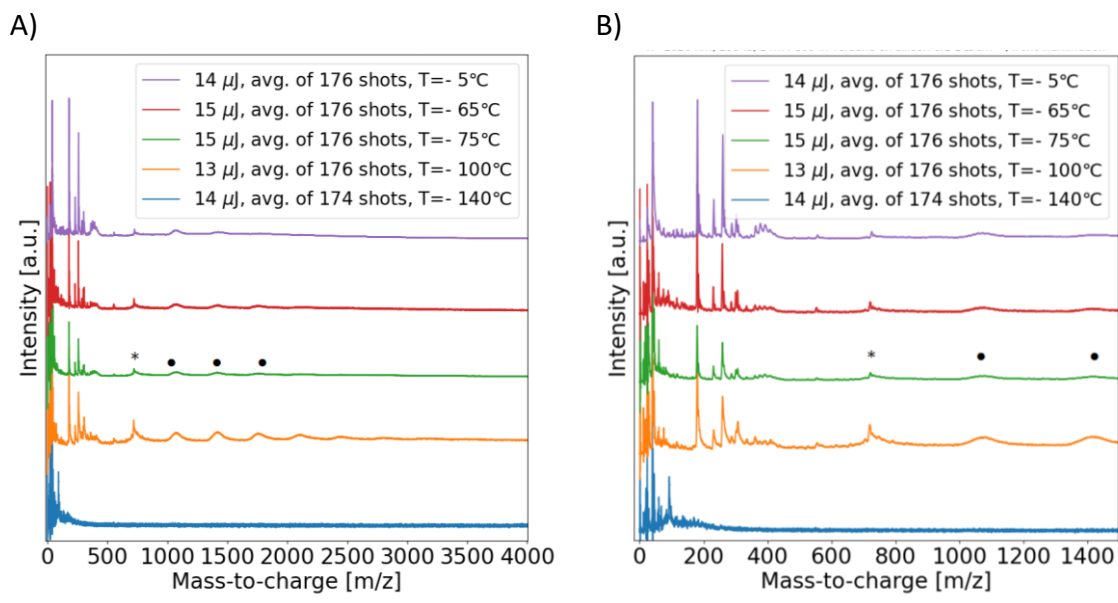 A)
B)
14 μJ, avg. of 176 shots, T=- 5℃
15 μJ, avg. of 176 shots, T=- 65℃
15 μJ, avg. of 176 shots, T=- 75℃
13 μJ, avg. of 176 shots, T=- 100℃
14 μJ, avg. of 174 shots, T=- 140℃
Intensity [a.u.]
*
0 500 1000 1500 2000 2500 3000 3500 4000
Mass-to-charge [m/z]
14 μJ, avg. of 176 shots, T=- 5℃
15 μJ, avg. of 176 shots, T=- 65℃
15 μJ, avg. of 176 shots, T=- 75℃
13 μJ, avg. of 176 shots, T=- 100℃
14 μJ, avg. of 174 shots, T=- 140℃
Intensity [a.u.]
*
0 200 400 600 800 1000 1200 1400
Mass-to-charge [m/z]